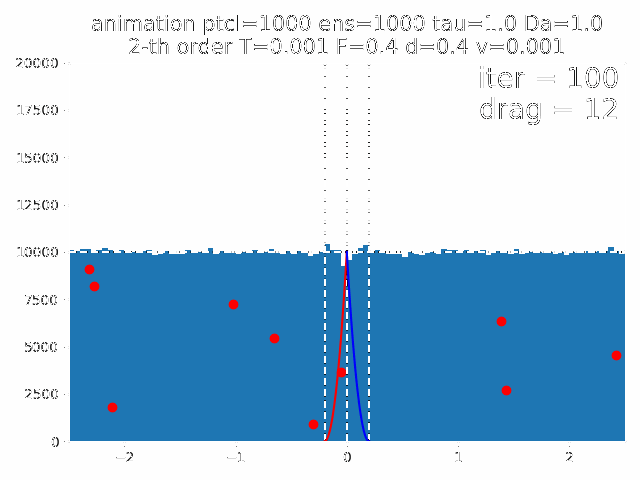 animation ptcl=1000 ens=1000 tau=1.0 Da=1.0
2-th order T=0.001 F=0.4 d=0.4 v=0.001
iter = 100
drag = 12
20000
17500
15000
12500
10000
7500
5000
2500
0
−2 −1 0 1 2